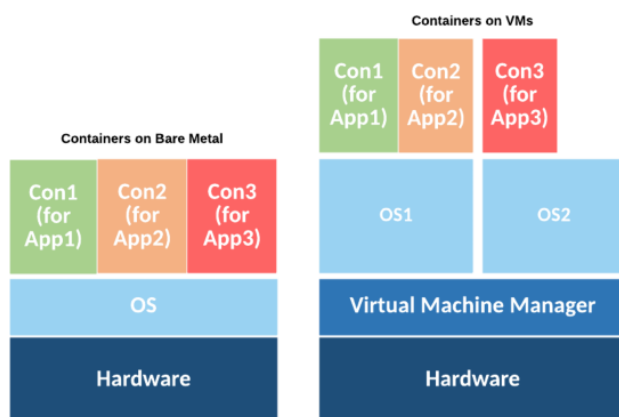 Containers on VMs
Con1
(for
App1)
Con2
(for
App2)
Con3
(for
App3)
OS1
OS2
Virtual Machine Manager
Hardware
Containers on Bare Metal
Con1
(for
App1)
Con2
(for
App2)
Con3
(for
App3)
OS
Hardware